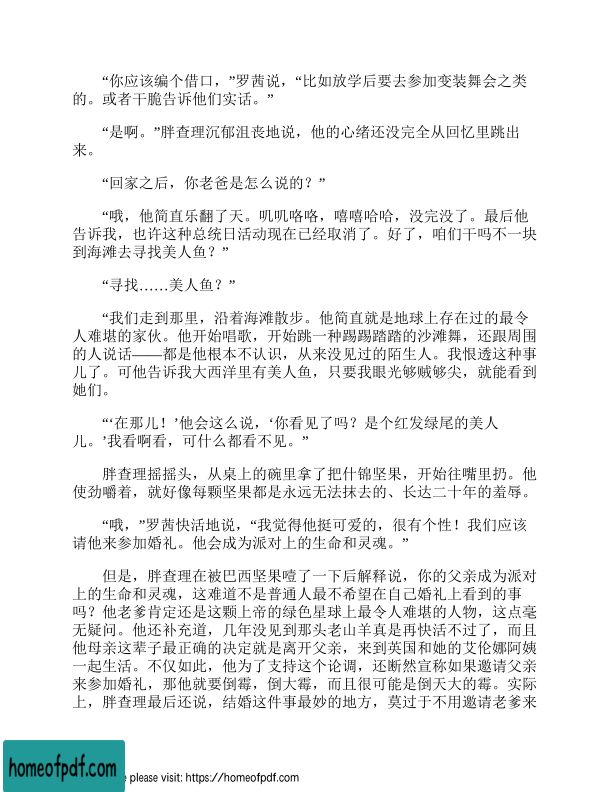 “你应该编个借口，”罗茜说，“比如放学后要去参加变装舞会之类
的。或者干脆告诉他们实话。”
“是啊。”胖查理沉郁沮丧地说，他的心绪还没完全从回忆里跳出
来。
“回家之后，你老爸是怎么说的？”
“哦，他简直乐翻了天。叽叽咯咯，嘻嘻哈哈，没完没了。最后他
告诉我，也许这种总统日活动现在已经取消了。好了，咱们干吗不一块
到海滩去寻找美人鱼？”
“寻找……美人鱼？”
“我们走到那里，沿着海滩散步。他简直就是地球上存在过的最令
人难堪的家伙。他开始唱歌，开始跳一种踢踢踏踏的沙滩舞，还跟周围
的人说话——都是他根本不认识，从来没见过的陌生人。我恨透这种事
儿了。可他告诉我大西洋里有美人鱼，只要我眼光够贼够尖，就能看到
她们。
“‘在那儿！’他会这么说，‘你看见了吗？是个红发绿尾的美人
儿。’我看啊看，可什么都看不见。”
胖查理摇摇头，从桌上的碗里拿了把什锦坚果，开始往嘴里扔。他
使劲嚼着，就好像每颗坚果都是永远无法抹去的、长达二十年的羞辱。
“哦，”罗茜快活地说，“我觉得他挺可爱的，很有个性！我们应该
请他来参加婚礼。他会成为派对上的生命和灵魂。”
但是，胖查理在被巴西坚果噎了一下后解释说，你的父亲成为派对
上的生命和灵魂，这难道不是普通人最不希望在自己婚礼上看到的事
吗？他老爹肯定还是这颗上帝的绿色星球上最令人难堪的人物，这点毫
无疑问。他还补充道，几年没见到那头老山羊真是再快活不过了，而且
他母亲这辈子最正确的决定就是离开父亲，来到英国和她的艾伦娜阿姨
一起生活。不仅如此，他为了支持这个论调，还断然宣称如果邀请父亲
来参加婚礼，那他就要倒霉，倒大霉，而且很可能是倒天大的霉。实际
上，胖查理最后还说，结婚这件事最妙的地方，莫过于不用邀请老爹来
homeofpdf.com
e please visit: https://homeofpdf.com